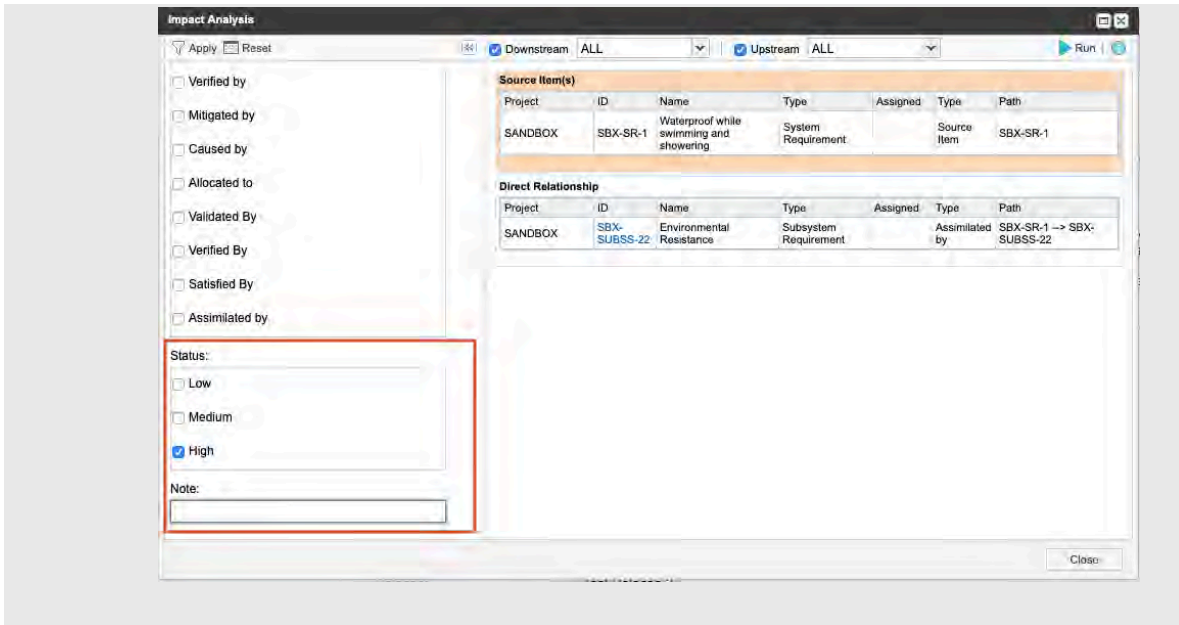 Impact Analysis
Apply Reset
Downstream ALL Upstream ALL Run
Verified by
Mitigated by
Caused by
Allocated to
Validated By
Verified By
Satisfied By
Assimilated by
Status:
Low
Medium
High
Note:
Source Item(s)
Project ID Name Type Assigned Type Path
SANDBOX SBX-SR-1 Waterproof while swimming and showering System Requirement Source Item SBX-SR-1
Direct Relationship
Project ID Name Type Assigned Type Path
SANDBOX SBX-SUBSS-22 Environmental Resistance Subsystem Requirement Assimilated by SBX-SR-1 --> SBX-SUBSS-22
Close